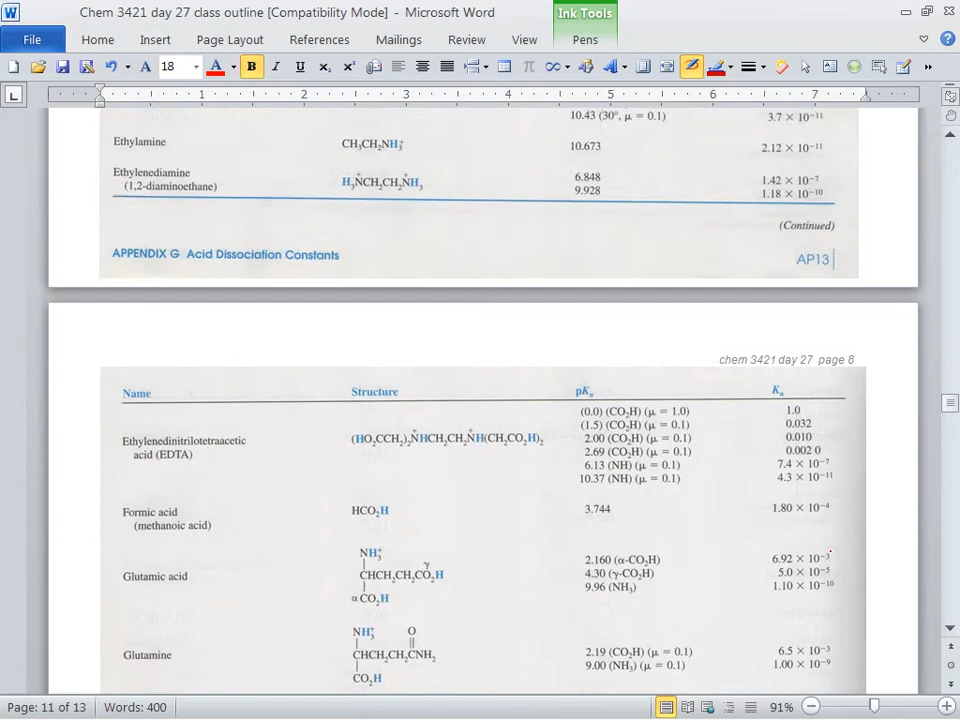 Chem 3421 day 27 class outline [Compatibility Mode] - Microsoft Word
Ink Tools
File Home Insert Page Layout References Mailings Review View Pens
18
1 2 3 4 5 6 7
10.43 (30°, μ = 0.1) 3.7 × 10⁻¹¹
Ethylamine CH₃CH₂NH₃⁺ 10.673 2.12 × 10⁻¹¹
Ethylenediamine H₃N⁺CH₂CH₂N⁺H₃ 6.848 1.42 × 10⁻⁷
(1,2-diaminoethane) 9.928 1.18 × 10⁻¹⁰
(Continued)
APPENDIX G Acid Dissociation Constants AP13
chem 3421 day 27 page 8
Name Structure pKₐ Kₐ
(0.0) (CO₂H) (μ = 1.0) 1.0
(1.5) (CO₂H) (μ = 0.1) 0.032
Ethylenedinitrilotetraacetic (HO₂CCH₂)₂N⁺HCH₂CH₂N⁺H(CH₂CO₂H)₂ 2.00 (CO₂H) (μ = 0.1) 0.010
acid (EDTA) 2.69 (CO₂H) (μ = 0.1) 0.002 0
6.13 (NH) (μ = 0.1) 7.4 × 10⁻⁷
10.37 (NH) (μ = 0.1) 4.3 × 10⁻¹¹
Formic acid HCO₂H 3.744 1.80 × 10⁻⁴
(methanoic acid)
NH₃⁺ 2.160 (α-CO₂H) 6.92 × 10⁻³
γ
Glutamic acid CHCH₂CH₂CO₂H 4.30 (γ-CO₂H) 5.0 × 10⁻⁵
α CO₂H 9.96 (NH₃) 1.10 × 10⁻¹⁰
NH₃⁺ O
Glutamine CHCH₂CH₂CNH₂ 2.19 (CO₂H) (μ = 0.1) 6.5 × 10⁻³
9.00 (NH₃) (μ = 0.1) 1.00 × 10⁻⁹
CO₂H
Page: 11 of 13 Words: 400 91%